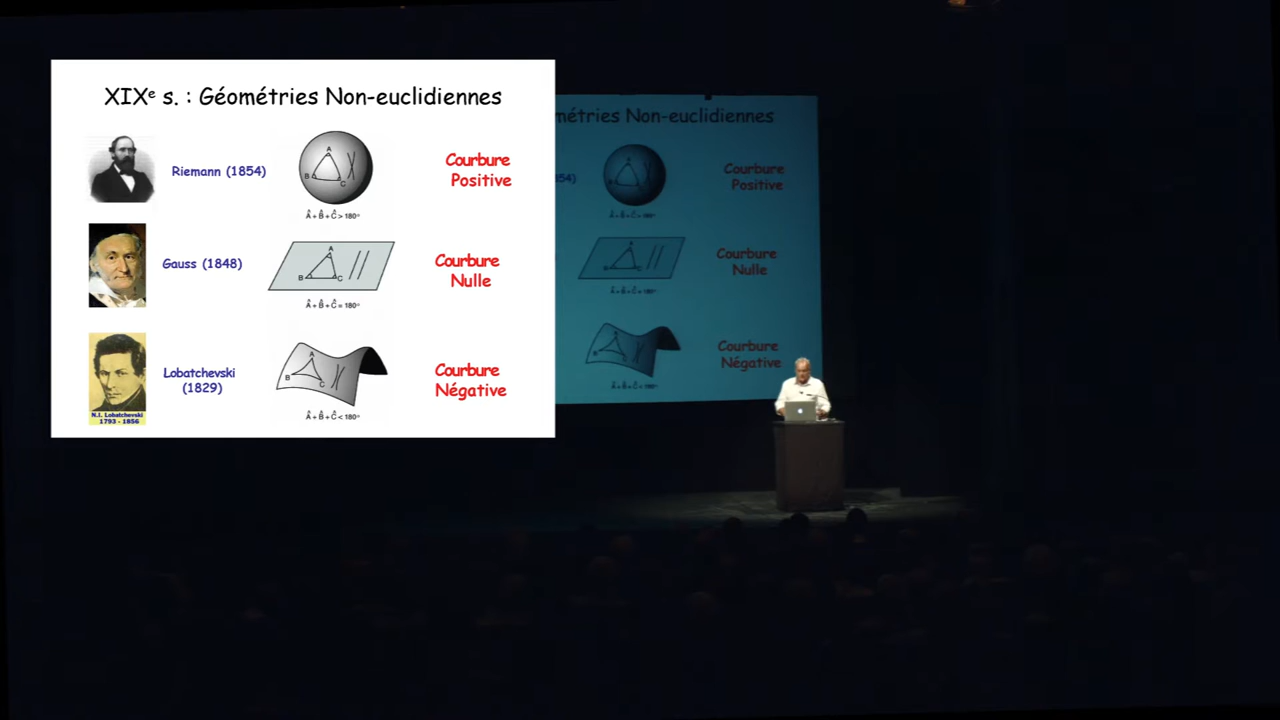 XIXᵉ s. : Géométries Non-euclidiennes
Riemann (1854)
A
B
C
Â + B̂ + Ĉ > 180°
Courbure
Positive
Gauss (1848)
A
B
C
Â + B̂ + Ĉ = 180°
Courbure
Nulle
Lobatchevski
(1829)
N.I. Lobatchevski
1793 - 1856
A
B
C
Â + B̂ + Ĉ < 180°
Courbure
Négative
métries Non-euclidiennes
54)
Courbure
Positive
Courbure
Nulle
Courbure
Négative